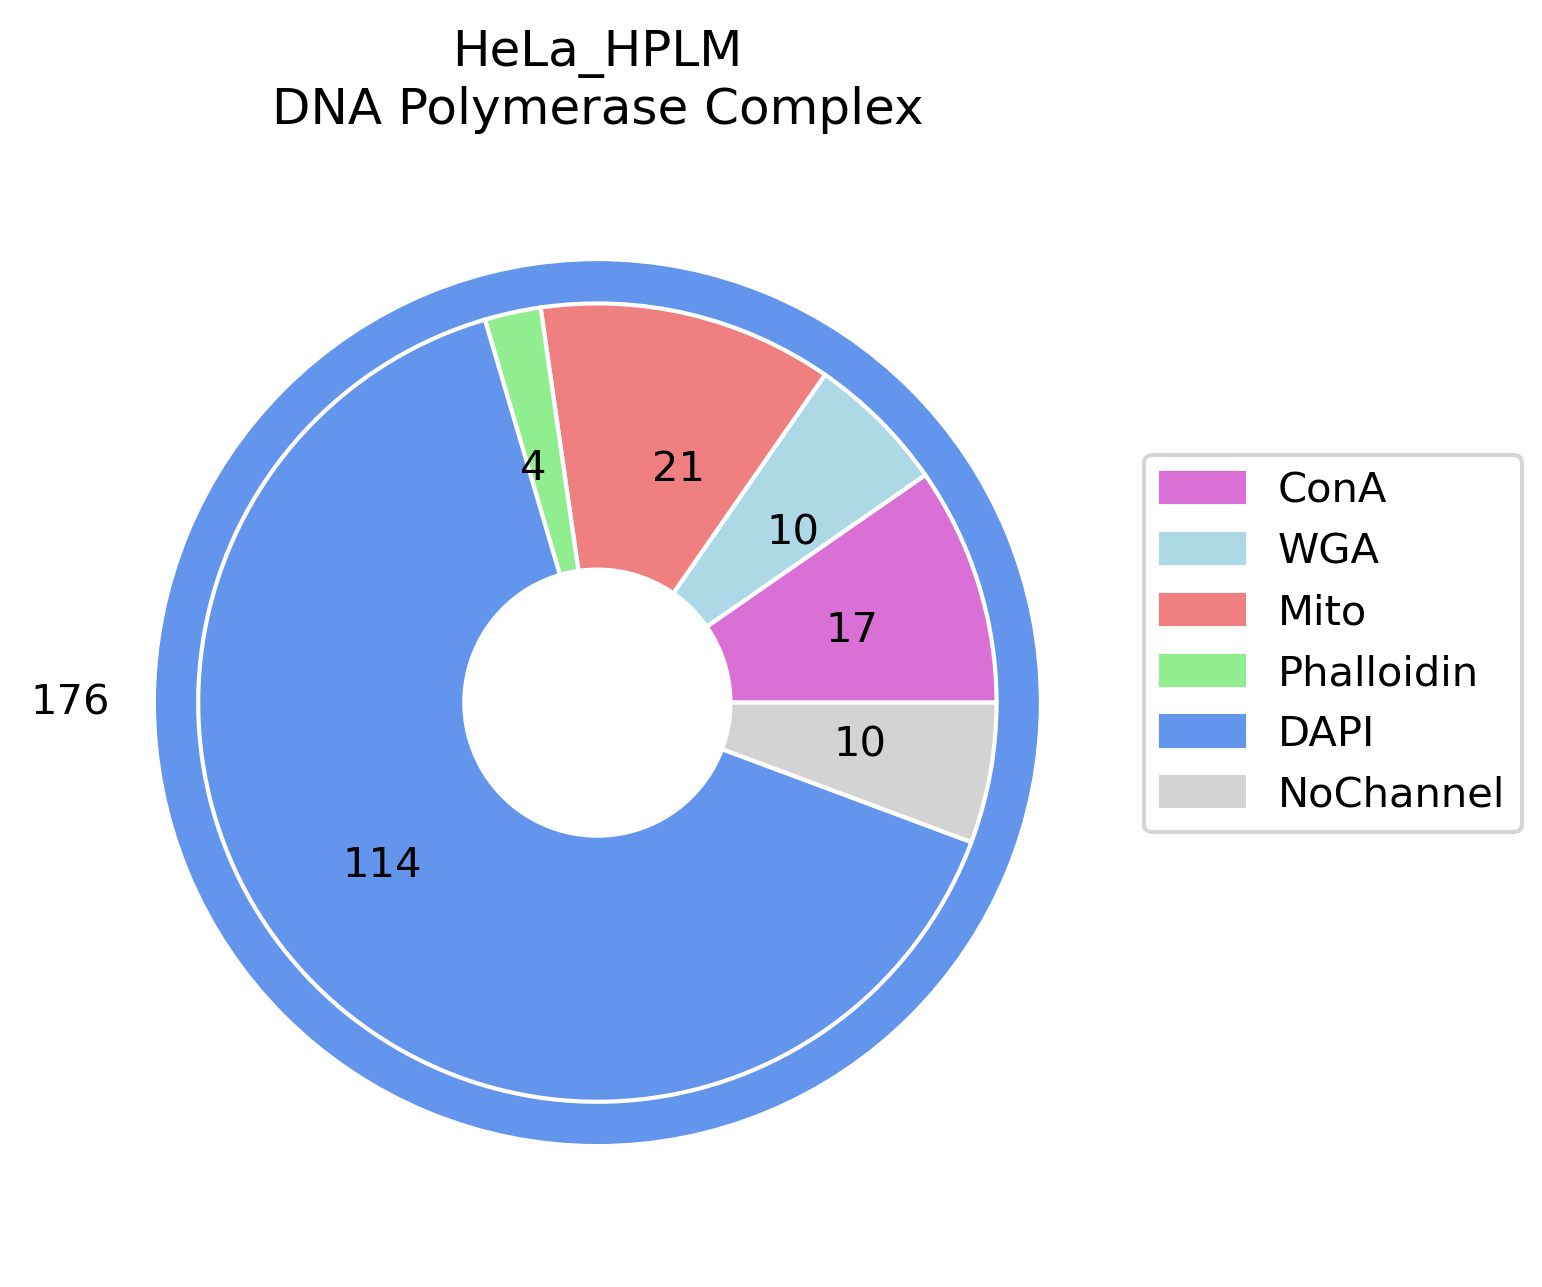 HeLa_HPLM
DNA Polymerase Complex
4
21
10
17
10
176
114
ConA
WGA
Mito
Phalloidin
DAPI
NoChannel